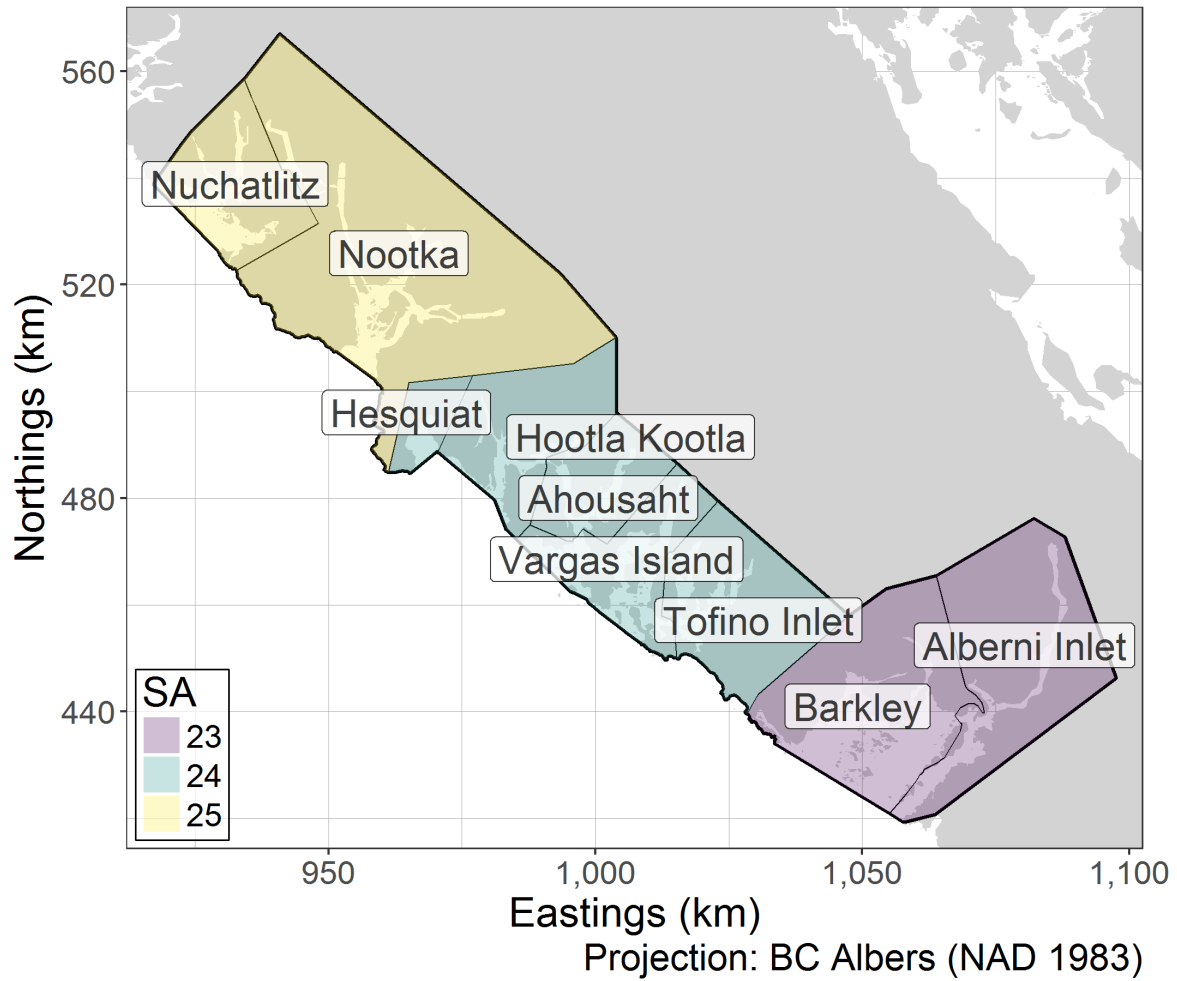 560
520
480
440
Northings (km)
Nuchatlitz
Nootka
Hesquiat
Hootla Kootla
Ahousaht
Vargas Island
Tofino Inlet
Alberni Inlet
Barkley
SA
23
24
25
950
1,000
1,050
1,100
Eastings (km)
Projection: BC Albers (NAD 1983)